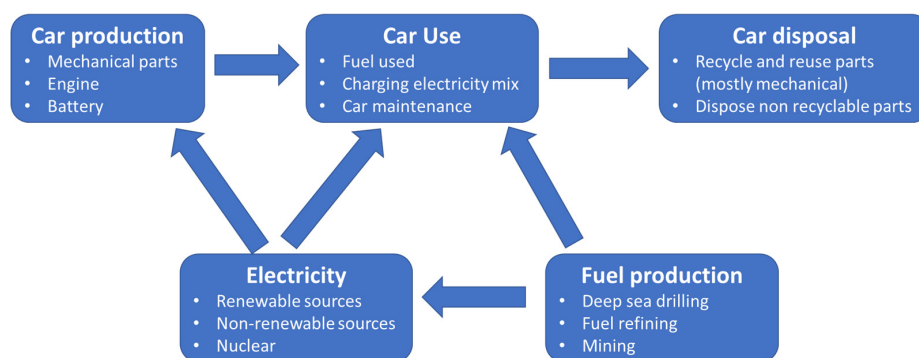 Car production
• Mechanical parts
• Engine
• Battery
Car Use
• Fuel used
• Charging electricity mix
• Car maintenance
Car disposal
• Recycle and reuse parts
(mostly mechanical)
• Dispose non recyclable parts
Electricity
• Renewable sources
• Non-renewable sources
• Nuclear
Fuel production
• Deep sea drilling
• Fuel refining
• Mining